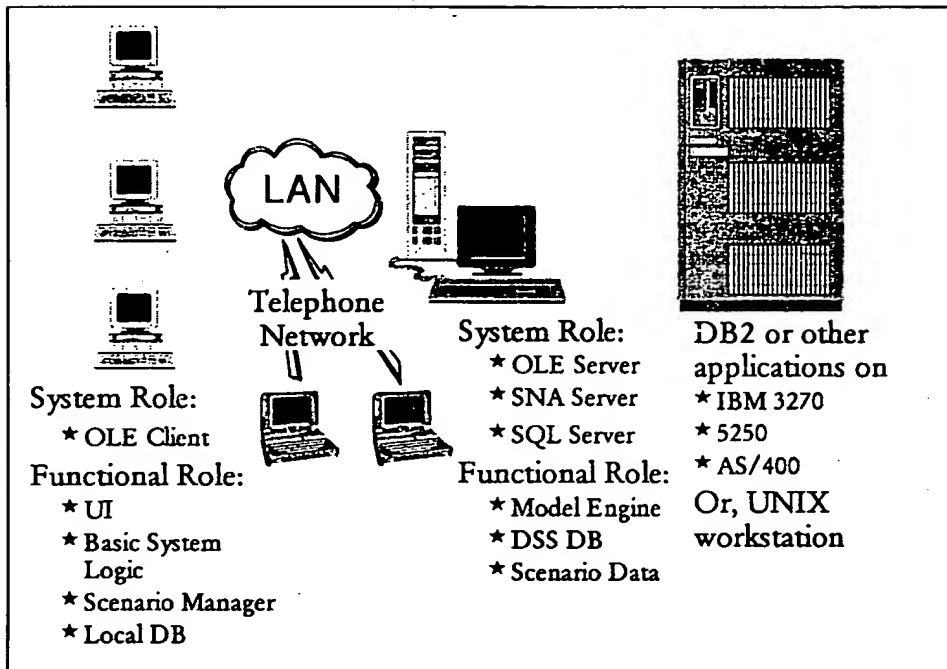 LAN
Telephone
Network
System Role:
★ OLE Client
Functional Role:
★ UI
★ Basic System
Logic
★ Scenario Manager
★ Local DB
System Role:
★ OLE Server
★ SNA Server
★ SQL Server
Functional Role:
★ Model Engine
★ DSS DB
★ Scenario Data
DB2 or other
applications on
★ IBM 3270
★ 5250
★ AS/400
Or, UNIX
workstation